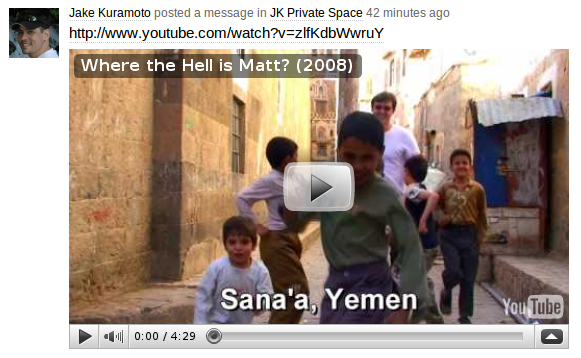 Jake Kuramoto posted a message in JK Private Space 42 minutes ago
http://www.youtube.com/watch?v=zlfKdbWwruY
Where the Hell is Matt? (2008)
Sana'a, Yemen
YouTube
0:00 / 4:29